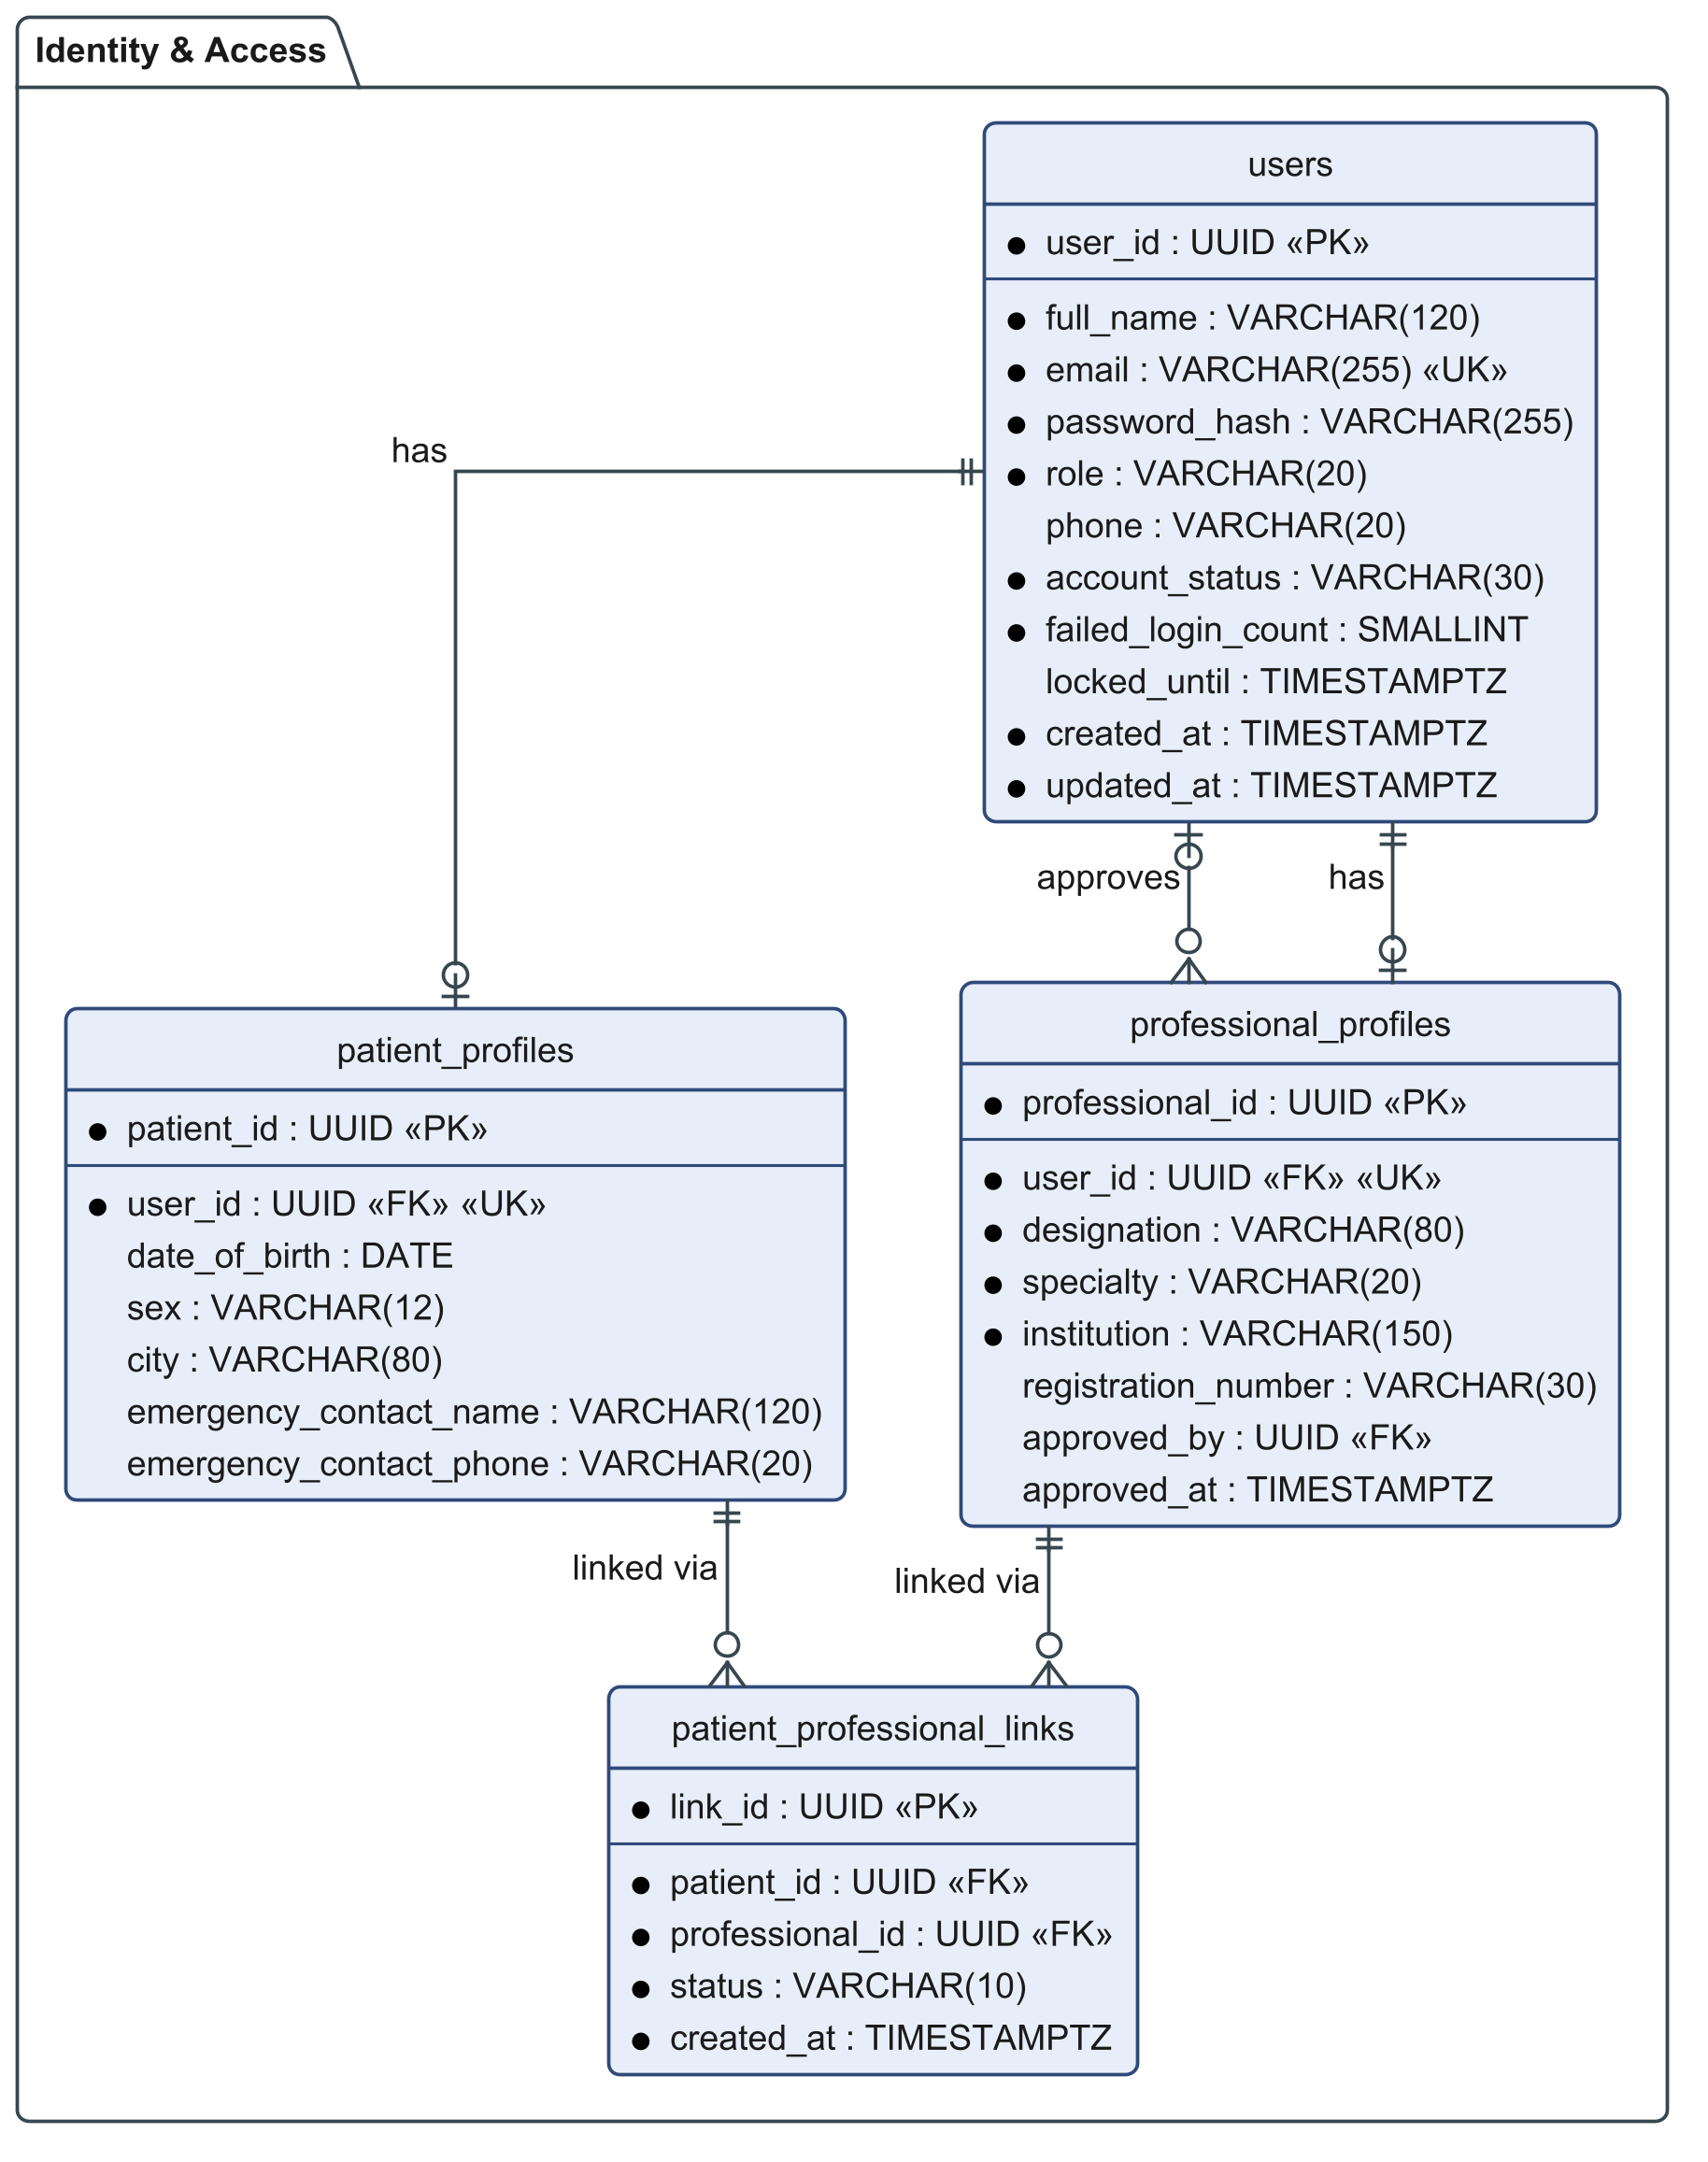 Identity & Access
users
user_id : UUID «PK»
full_name : VARCHAR(120)
email : VARCHAR(255) «UK»
password_hash : VARCHAR(255)
role : VARCHAR(20)
phone : VARCHAR(20)
account_status : VARCHAR(30)
failed_login_count : SMALLINT
locked_until : TIMESTAMPTZ
created_at : TIMESTAMPTZ
updated_at : TIMESTAMPTZ
has
approves
has
patient_profiles
patient_id : UUID «PK»
user_id : UUID «FK» «UK»
date_of_birth : DATE
sex : VARCHAR(12)
city : VARCHAR(80)
emergency_contact_name : VARCHAR(120)
emergency_contact_phone : VARCHAR(20)
professional_profiles
professional_id : UUID «PK»
user_id : UUID «FK» «UK»
designation : VARCHAR(80)
specialty : VARCHAR(20)
institution : VARCHAR(150)
registration_number : VARCHAR(30)
approved_by : UUID «FK»
approved_at : TIMESTAMPTZ
linked via
linked via
patient_professional_links
link_id : UUID «PK»
patient_id : UUID «FK»
professional_id : UUID «FK»
status : VARCHAR(10)
created_at : TIMESTAMPTZ